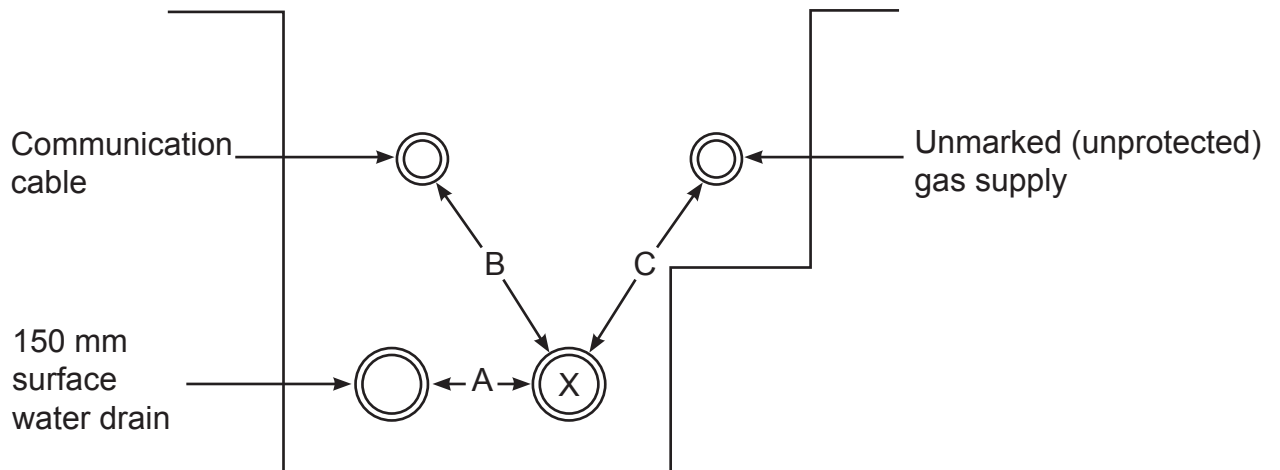 Communication
cable
Unmarked (unprotected)
gas supply
B
C
150 mm
surface
water drain
A
X